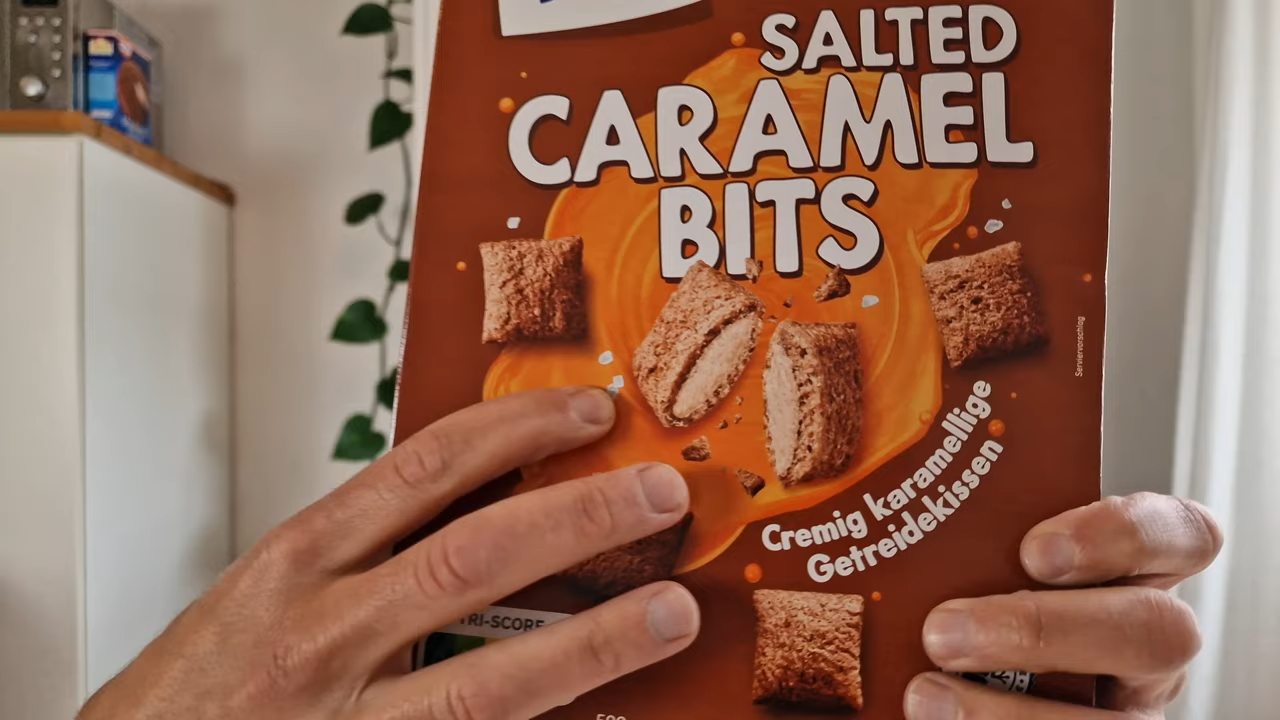 SALTED
CARAMEL
BITS
Serviervorschlag
Cremig karamellige
Getreidekissen
TRI-SCORE